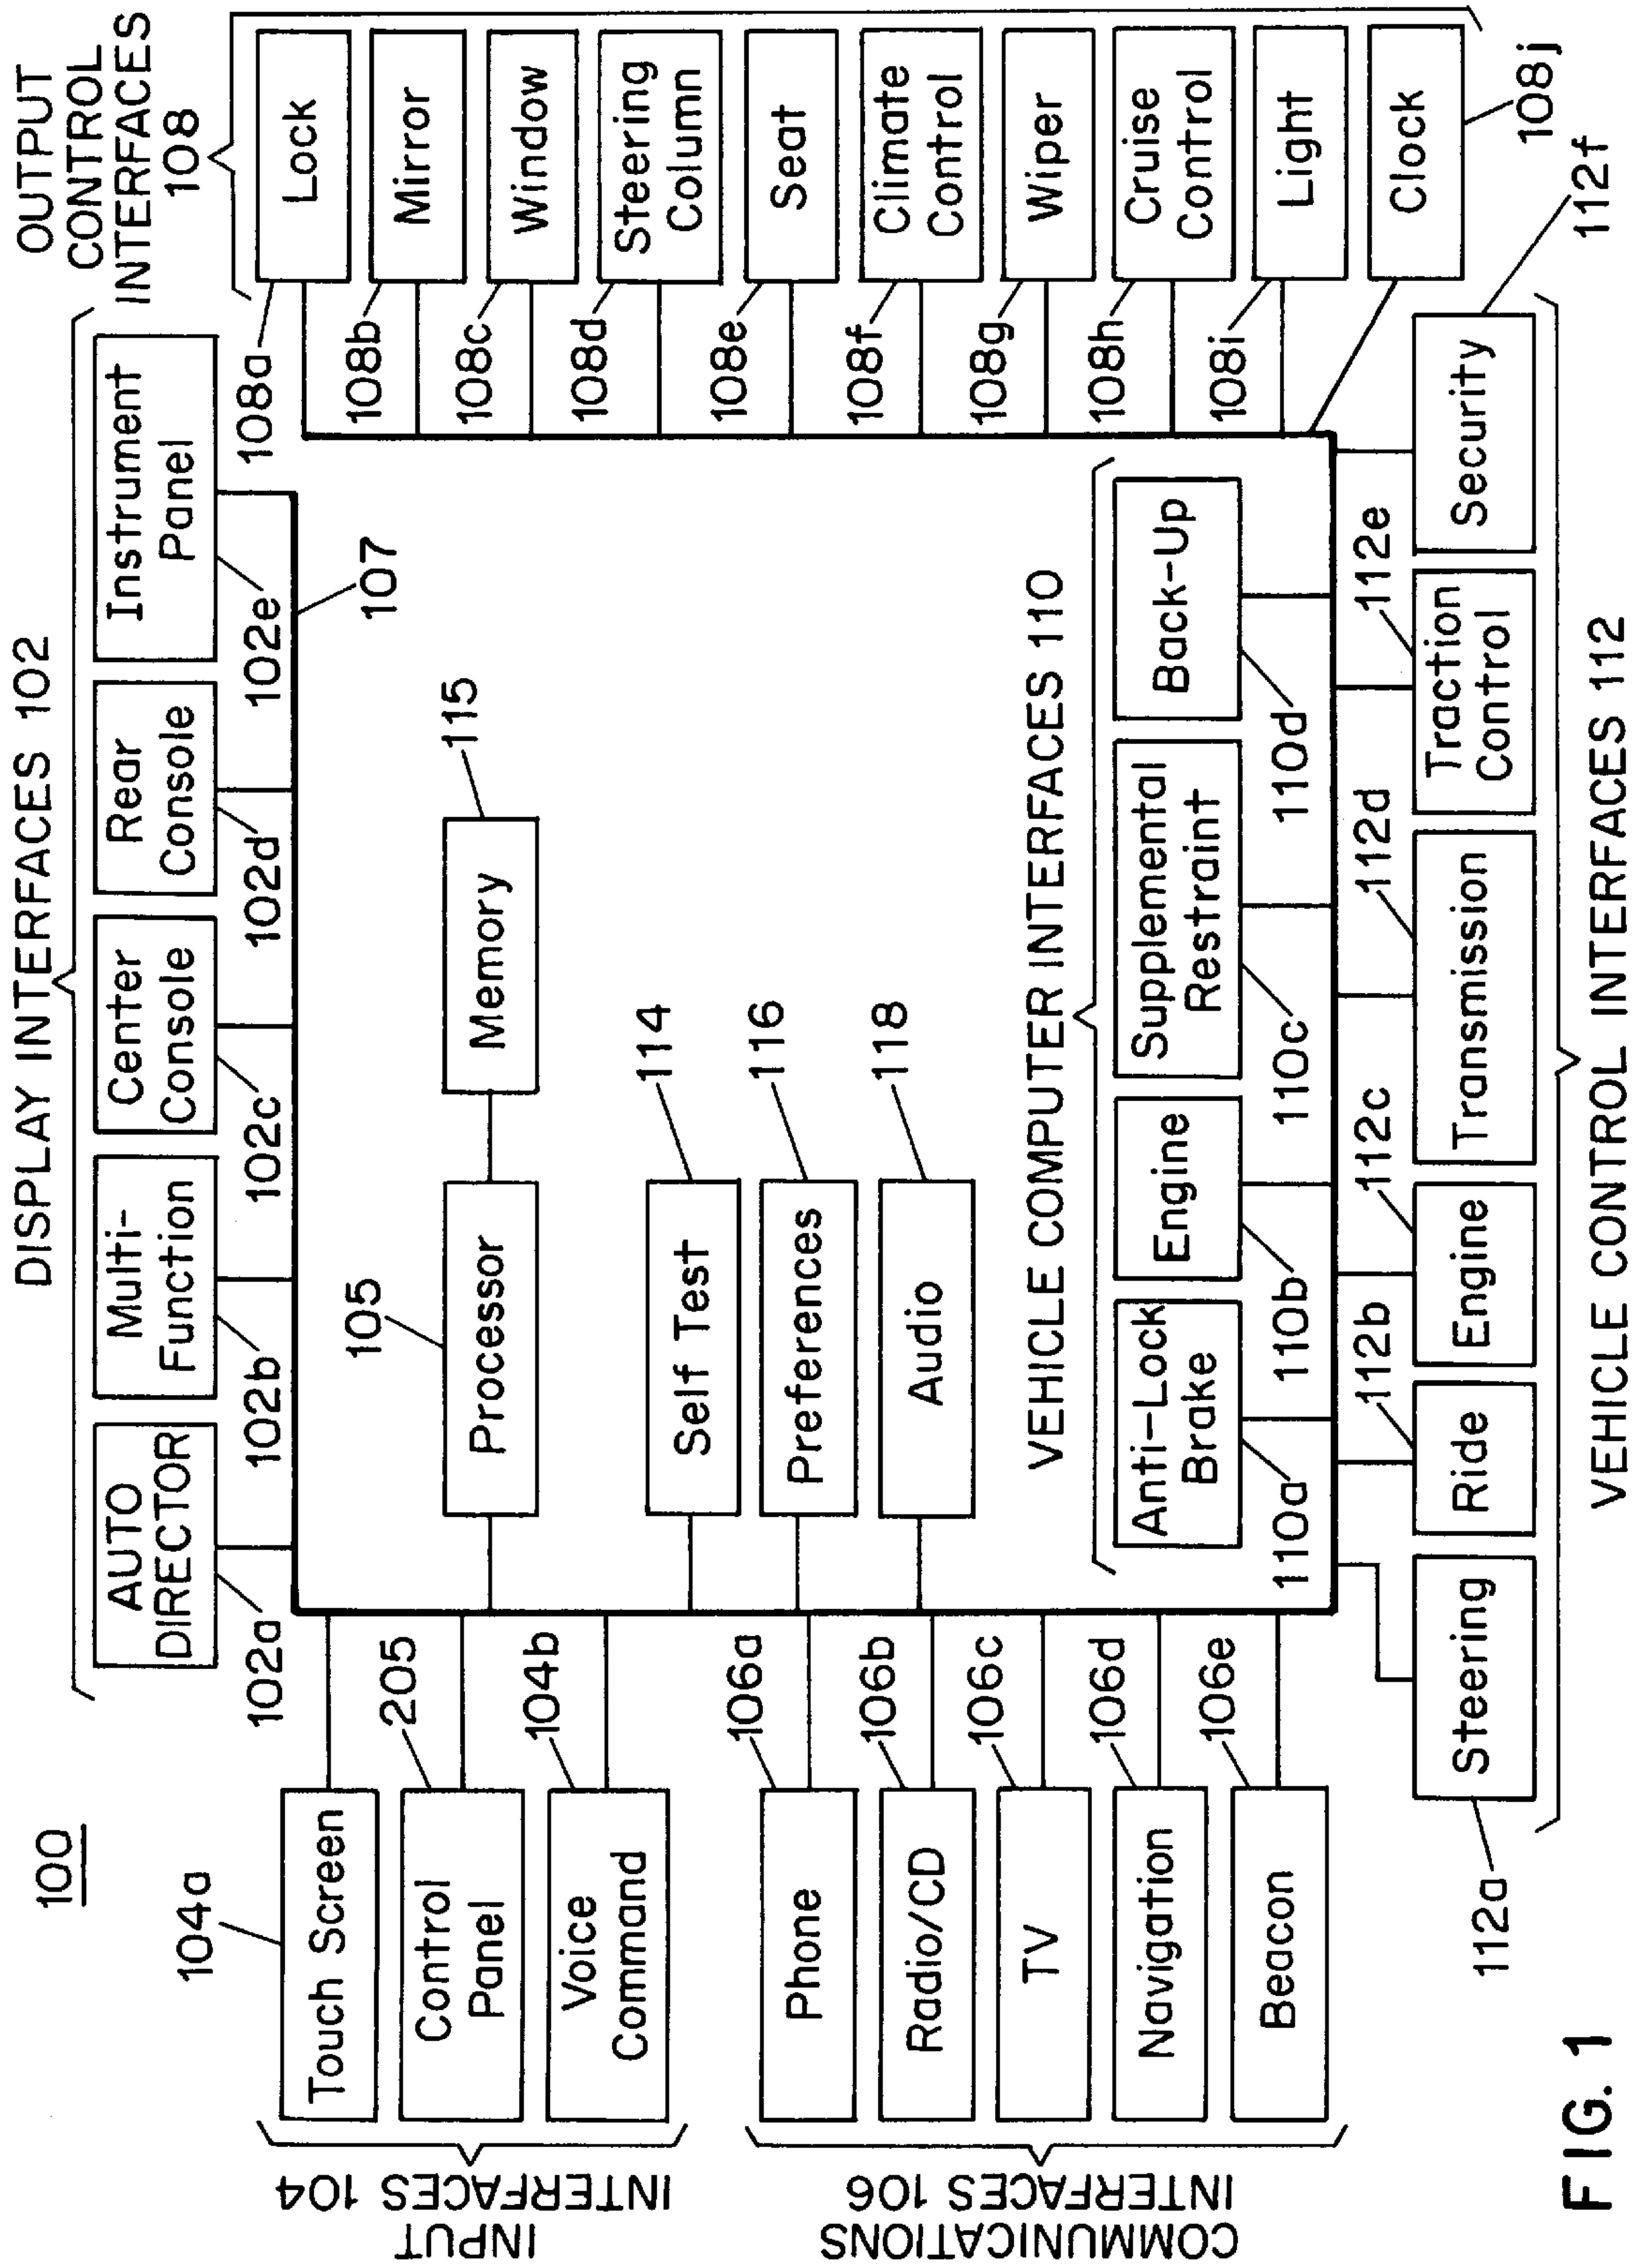 100
DISPLAY INTERFACES 102
AUTO
DIRECTOR
102a
Multi-
Function
102b
Center
Console
102c
Rear
Console
102d
Instrument
Panel
102e
OUTPUT
CONTROL
INTERFACES
108
INPUT
INTERFACES 104
104a
Touch Screen
205
Control
Panel
104b
Voice
Command
COMMUNICATIONS
INTERFACES 106
106a
Phone
106b
Radio/CD
106c
TV
106d
Navigation
106e
Beacon
107
105
Processor
Memory
115
Self Test
114
Preferences
116
Audio
118
VEHICLE COMPUTER INTERFACES 110
Anti-Lock
Brake
110a
Engine
110b
Supplemental
Restraint
110c
Back-Up
110d
108a
Lock
108b
Mirror
108c
Window
108d
Steering
Column
108e
Seat
108f
Climate
Control
108g
Wiper
108h
Cruise
Control
108i
Light
Clock
108j
Steering
112a
112b
Ride
112c
Engine
112d
Transmission
112e
Traction
Control
Security
112f
VEHICLE CONTROL INTERFACES 112
FIG. 1